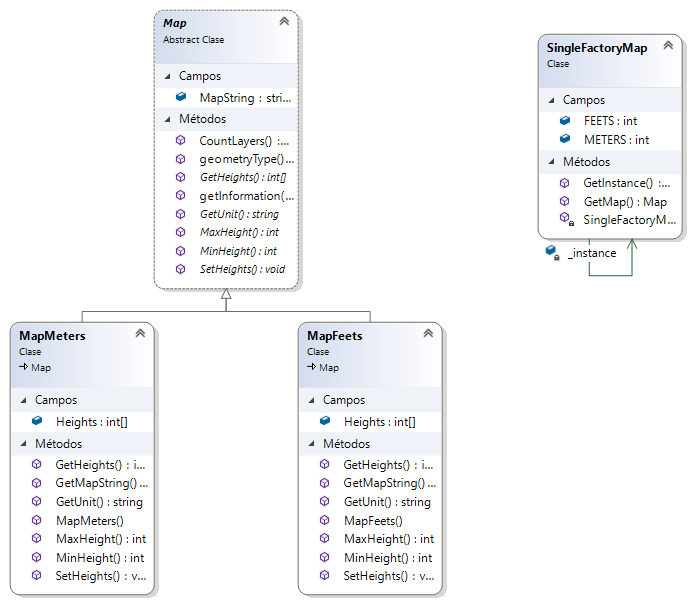 Map
Abstract Clase
Campos
MapString : stri...
Métodos
CountLayers() :...
geometryType()...
GetHeights() : int[]
getInformation(...
GetUnit() : string
MaxHeight() : int
MinHeight() : int
SetHeights() : void
SingleFactoryMap
Clase
Campos
FEETS : int
METERS : int
Métodos
GetInstance() :...
GetMap() : Map
SingleFactoryM...
_instance
MapMeters
Clase
Map
Campos
Heights : int[]
Métodos
GetHeights() : i...
GetMapString()...
GetUnit() : string
MapMeters()
MaxHeight() : int
MinHeight() : int
SetHeights() : v...
MapFeets
Clase
Map
Campos
Heights : int[]
Métodos
GetHeights() : i...
GetMapString()...
GetUnit() : string
MapFeets()
MaxHeight() : int
MinHeight() : int
SetHeights() : v...